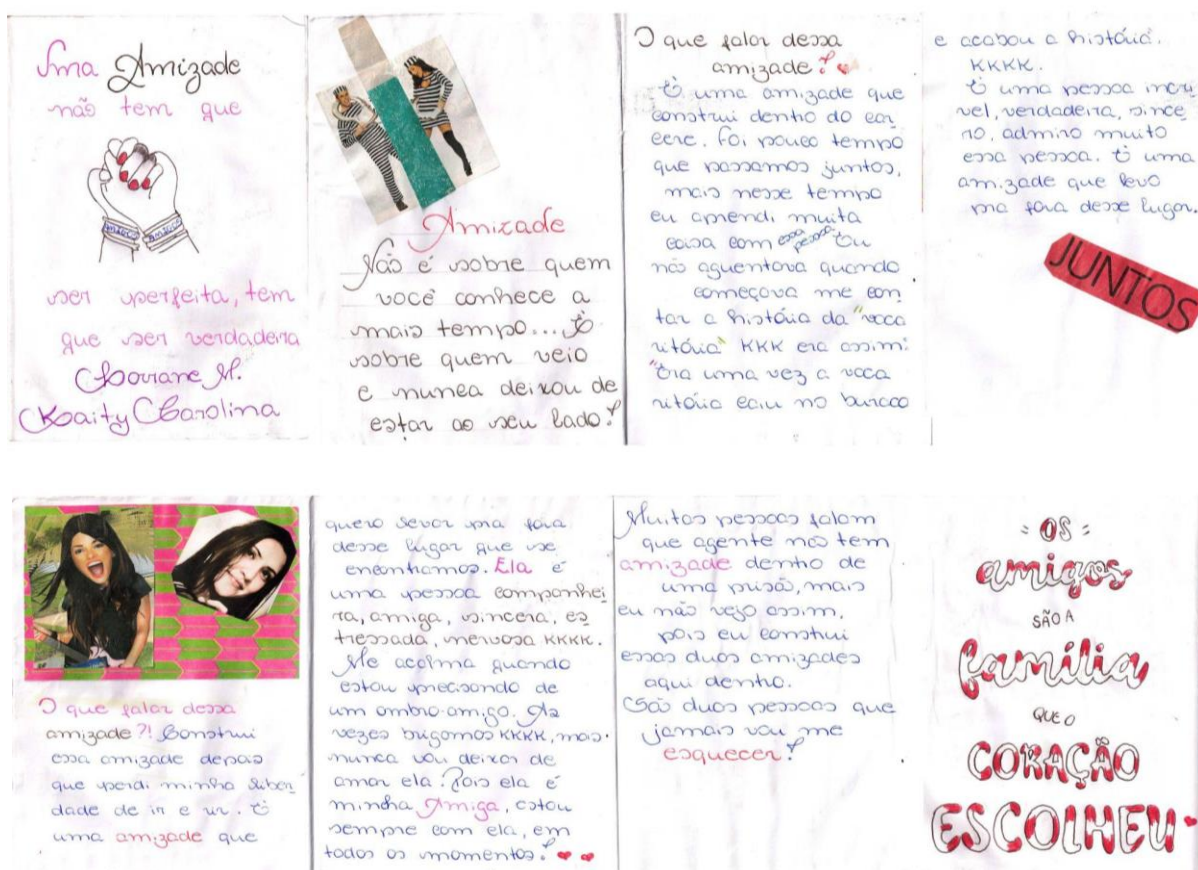 Uma Amizade
não tem que
ser perfeita, tem
que ser verdadeira
Amizade
Não é sobre quem
você conhece a
mais tempo... É
sobre quem veio
e nunca deixou de
estar ao seu lado!
O que falar dessa
amizade?
É uma amizade que
construi dentro do cár
cere. Foi pouco tempo
que passamos juntos,
mais nesse tempo
eu aprendi muita
coisa com essa pessoa. Eu
não aguentava quando
começava me con
tar a história da "vaca
vitória" KKK era assim:
"Era uma vez a vaca
vitória caiu no buraco
e acabou a história.
KKKK.
É uma pessoa incrí
vel, verdadeira, since
ra, admiro muito
essa pessoa. É uma
amizade que levo
pra fora desse lugar.
JUNTOS
O que falar dessa
amizade?! Construi
essa amizade depois
que perdi minha liber
dade de ir e vir. É
uma amizade que
quero levar pra fora
desse lugar que se
encontramos. Ela é
uma pessoa companhei
ra, amiga, sincera, es
tressada, nervosa KKKK.
Me acalma quando
estou precisando de
um ombro-amigo. As
vezes brigamos KKKK, mas
nunca vou deixar de
amar ela. Pois ela é
minha Amiga, estou
sempre com ela, em
todos os momentos!
Muitas pessoas falam
que agente não tem
amizade dentro de
uma prisão, mais
eu não vejo assim,
pois eu construi
essas duas amizades
aqui dentro.
São duas pessoas que
jamais vou me
esquecer!
OS
amigos
SÃO A
família
QUE O
CORAÇÃO
ESCOLHEU